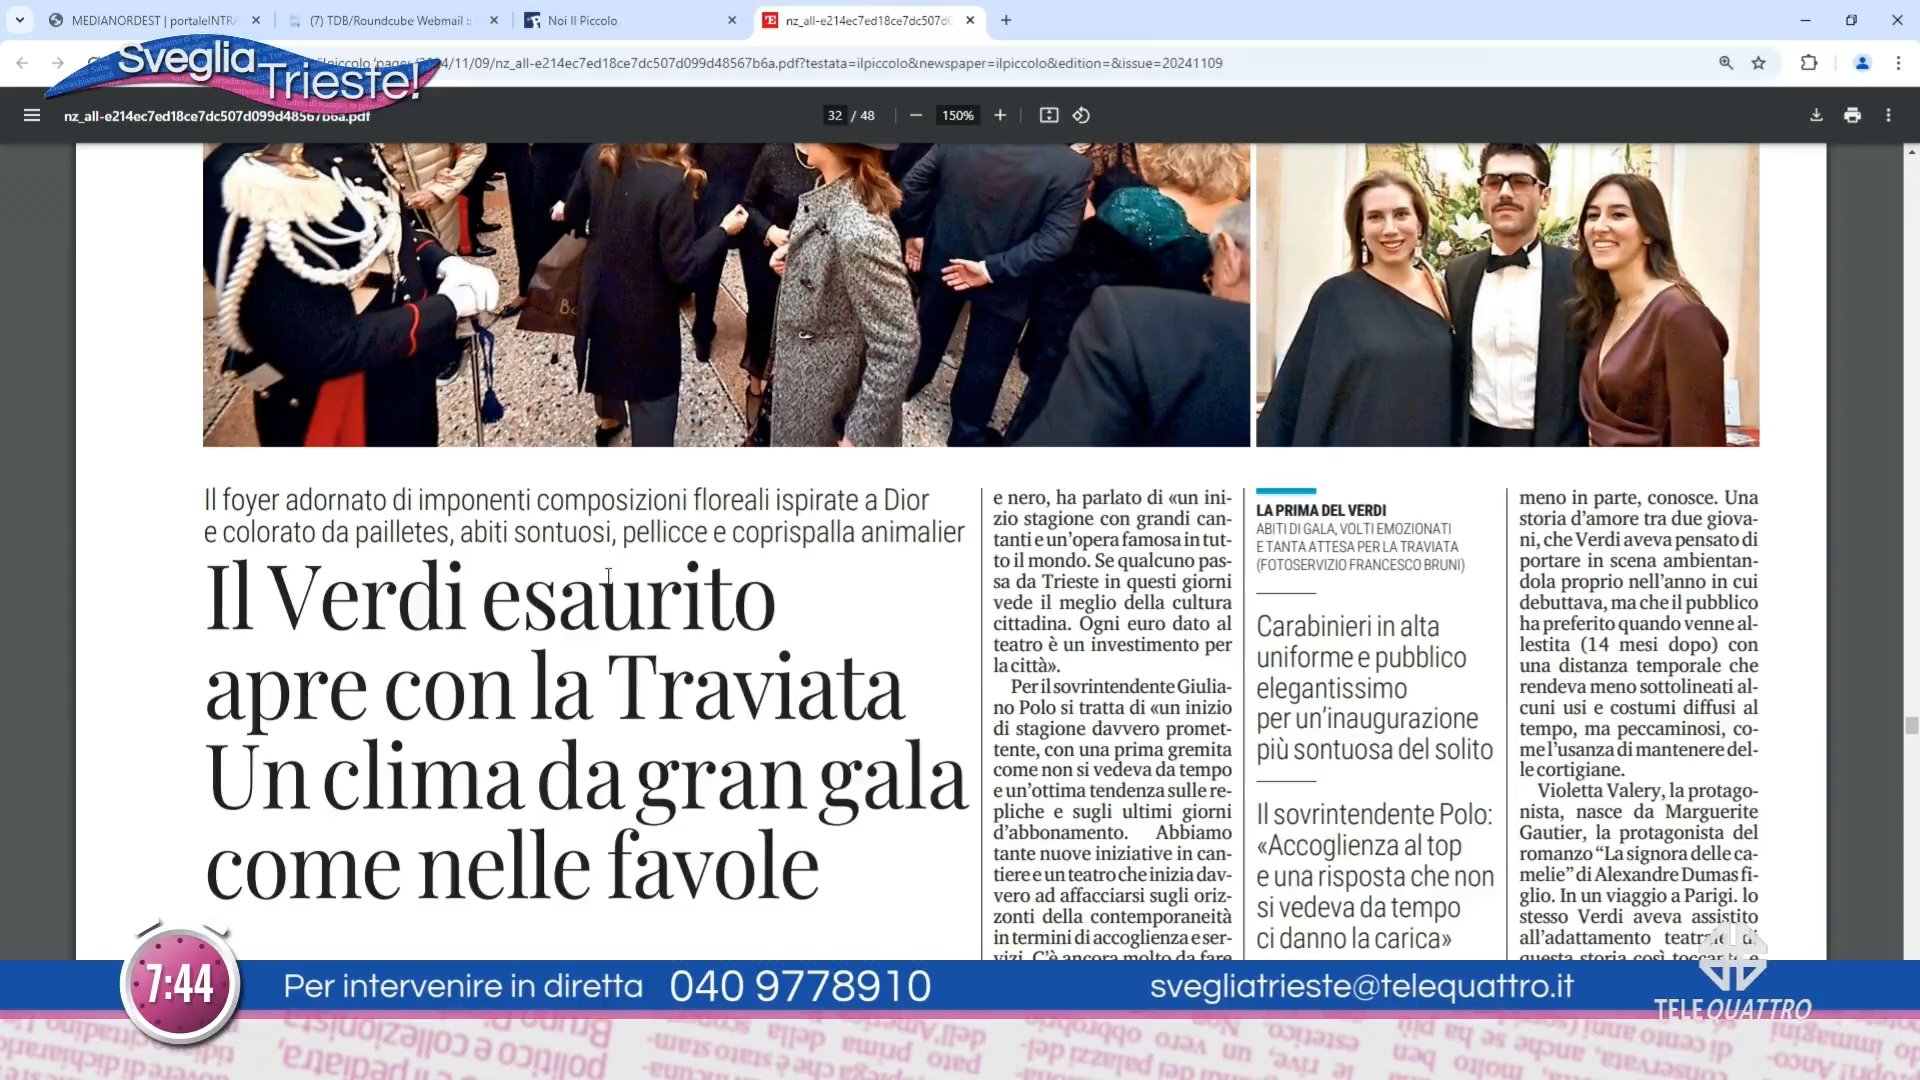 MEDIANORDEST | portaleINTRA
(7) TDB/Roundcube Webmail ::
Noi Il Piccolo
nz_all-e214ec7ed18ce7dc507d0
Sveglia
Trieste!
/11/09/nz_all-e214ec7ed18ce7dc507d099d48567b6a.pdf?testata=ilpiccolo&newspaper=ilpiccolo&edition=&issue=20241109
nz_all-e214ec7ed18ce7dc507d099d48567b6a.pdf
32 / 48
150%
Il foyer adornato di imponenti composizioni floreali ispirate a Dior
e colorato da pailletes, abiti sontuosi, pellicce e coprispalla animalier
Il Verdi esaurito
apre con la Traviata
Un clima da gran gala
come nelle favole
e nero, ha parlato di «un ini-
zio stagione con grandi can-
tanti e un'opera famosa in tut-
to il mondo. Se qualcuno pas-
sa da Trieste in questi giorni
vede il meglio della cultura
cittadina. Ogni euro dato al
teatro è un investimento per
la città».
Per il sovrintendente Giulia-
no Polo si tratta di «un inizio
di stagione davvero promet-
tente, con una prima gremita
come non si vedeva da tempo
e un'ottima tendenza sulle re-
pliche e sugli ultimi giorni
d'abbonamento. Abbiamo
tante nuove iniziative in can-
tiere e un teatro che inizia dav-
vero ad affacciarsi sugli oriz-
zonti della contemporaneità
in termini di accoglienza e ser-
vizi. C'è ancora molto da fare
LA PRIMA DEL VERDI
ABITI DI GALA, VOLTI EMOZIONATI
E TANTA ATTESA PER LA TRAVIATA
(FOTOSERVIZIO FRANCESCO BRUNI)
Carabinieri in alta
uniforme e pubblico
elegantissimo
per un'inaugurazione
più sontuosa del solito
Il sovrintendente Polo:
«Accoglienza al top
e una risposta che non
si vedeva da tempo
ci danno la carica»
meno in parte, conosce. Una
storia d'amore tra due giova-
ni, che Verdi aveva pensato di
portare in scena ambientan-
dola proprio nell'anno in cui
debuttava, ma che il pubblico
ha preferito quando venne al-
lestita (14 mesi dopo) con
una distanza temporale che
rendeva meno sottolineati al-
cuni usi e costumi diffusi al
tempo, ma peccaminosi, co-
me l'usanza di mantenere del-
le cortigiane.
Violetta Valery, la protago-
nista, nasce da Marguerite
Gautier, la protagonista del
romanzo "La signora delle ca-
melie" di Alexandre Dumas fi-
glio. In un viaggio a Parigi. lo
stesso Verdi aveva assistito
all'adattamento teatrale di
questa storia così toccante e
7:44
Per intervenire in diretta 040 9778910
svegliatrieste@telequattro.it
TELEQUATTRO